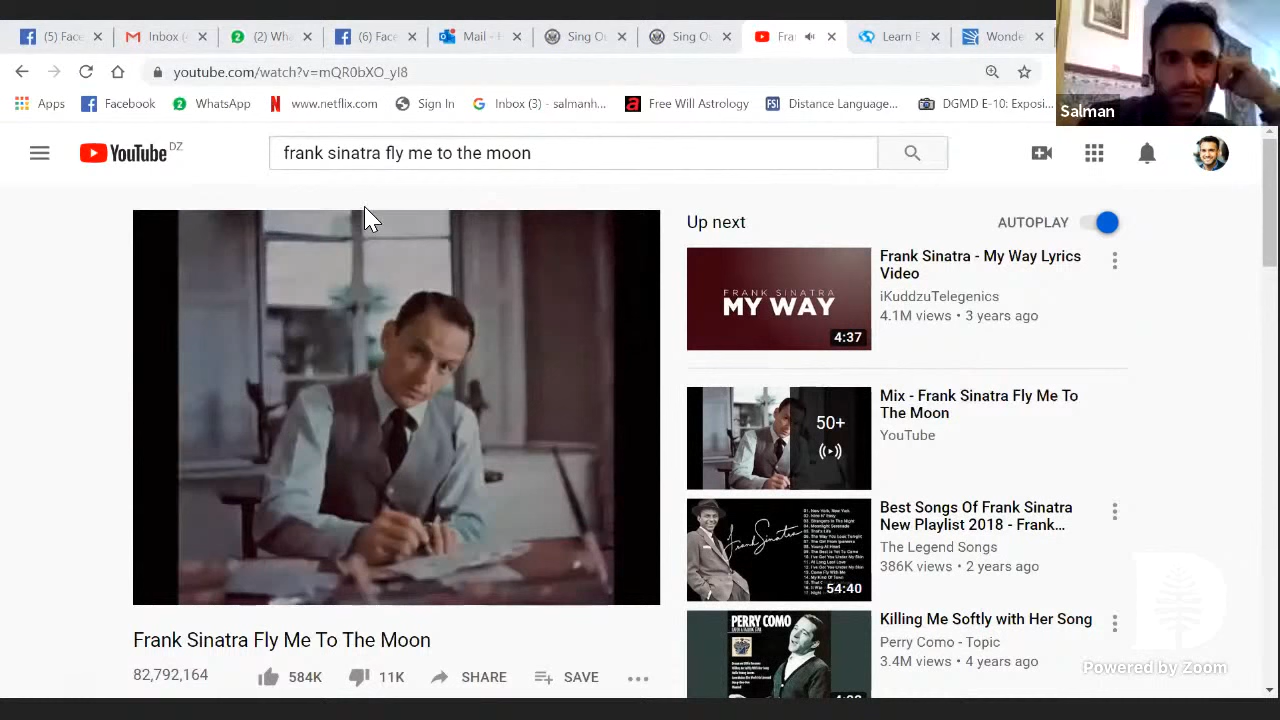 (5) Face
Inbox (
(2) Wha
(6) Face
Mail - F
Sing O
Sing O
Fra
Learn E
Wonde
youtube.com/watch?v=mQR0bXO_yI8
Apps
Facebook
WhatsApp
www.netflix.
Sign In
Inbox (3) - salmanh...
Free Will Astrology
Distance Language...
DGMD E-10: Exposi...
Salman
YouTube DZ
frank sinatra fly me to the moon
Up next
AUTOPLAY
FRANK SINATRA
MY WAY
4:37
Frank Sinatra - My Way Lyrics
Video
iKuddzuTelegenics
4.1M views • 3 years ago
50+
Mix - Frank Sinatra Fly Me To
The Moon
YouTube
Frank Sinatra
54:40
Best Songs Of Frank Sinatra
New Playlist 2018 - Frank...
The Legend Songs
386K views • 2 years ago
PERRY COMO
Killing Me Softly with Her Song
Perry Como - Topic
3.4M views • 4 years ago
Frank Sinatra Fly Me To The Moon
82,792,164
11K
SHARE
SAVE
Powered by Zoom